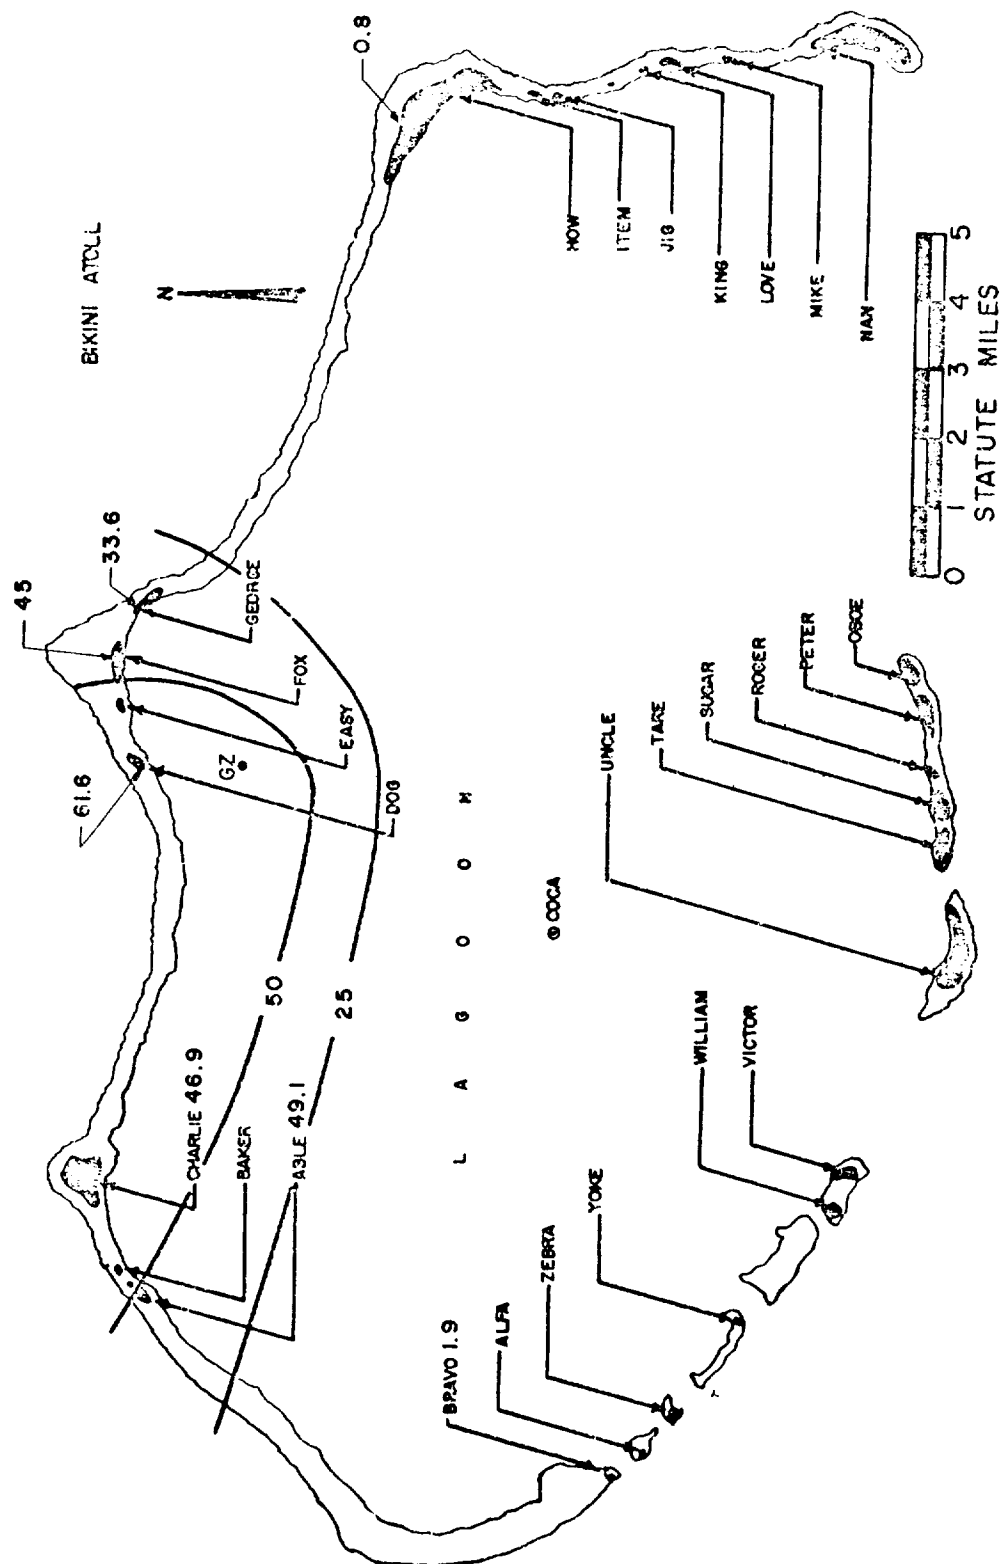 BIKINI ATOLL
N
45
33.6
61.6
0.8
GZ
GEORGE
FOX
EASY
DOG
50
25
CHARLIE 46.9
BAKER
ABLE 49.1
LAGOOM
COCA
HOW
ITEM
JIG
KING
LOVE
MIKE
NAN
BRAVO 1.9
ALFA
ZEBRA
YOKE
WILLIAM
VICTOR
UNCLE
TARE
SUGAR
ROGER
PETER
OBOE
0 1 2 3 4 5
STATUTE MILES